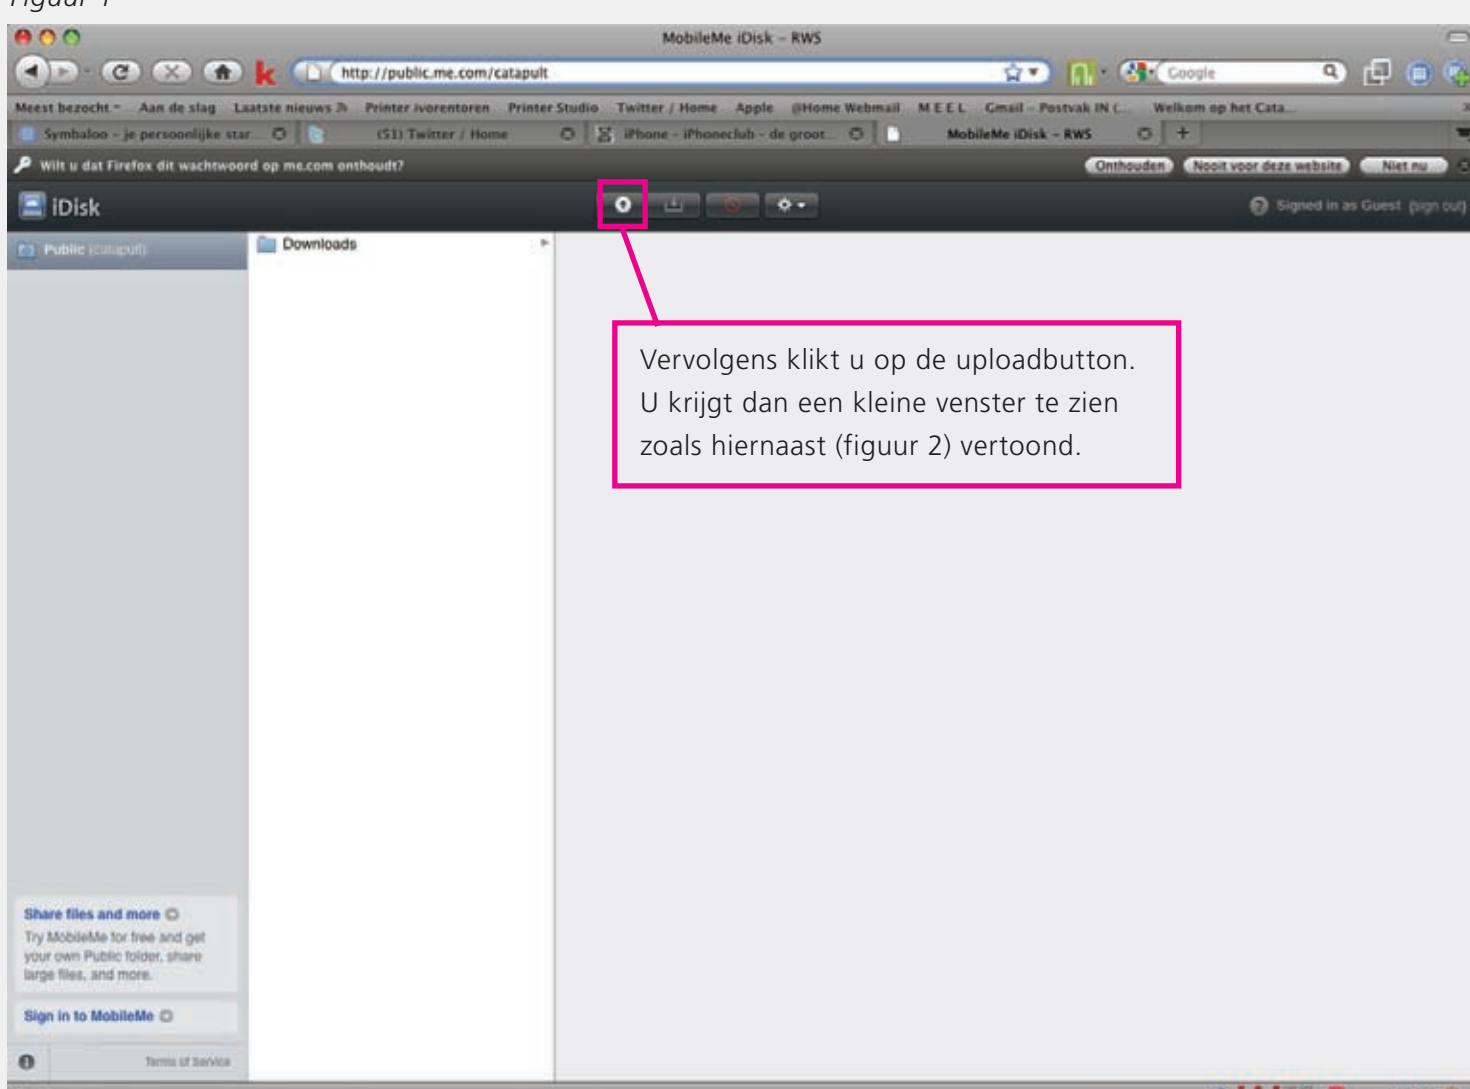 Figuur 1
MobileMe iDisk – RWS
http://public.me.com/catapult
Google
Meest bezocht Aan de slag Laatste nieuws Printer Ivorentoren Printer Studio Twitter / Home Apple @Home Webmail M E E L Gmail – Postvak IN (... Welkom op het Cata...
Symbaloo – je persoonlijke star... (51) Twitter / Home iPhone – iPhoneclub – de groot... MobileMe iDisk – RWS +
Wilt u dat Firefox dit wachtwoord op me.com onthoudt? Onthouden Nooit voor deze website Niet nu
iDisk Signed in as Guest (sign out)
Public (catapult) Downloads
Vervolgens klikt u op de uploadbutton.
U krijgt dan een kleine venster te zien
zoals hiernaast (figuur 2) vertoond.
Share files and more
Try MobileMe for free and get
your own Public folder, share
large files, and more.
Sign in to MobileMe
Terms of Service